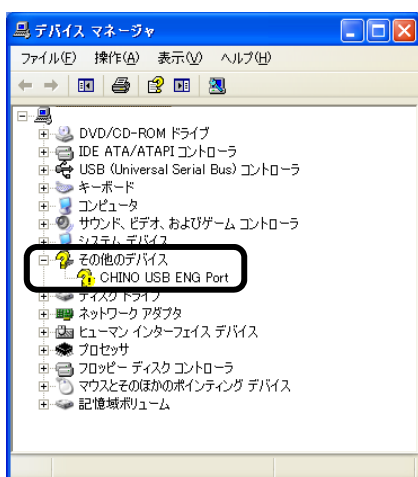 デバイス マネージャ
ファイル(F) 操作(A) 表示(V) ヘルプ(H)
DVD/CD-ROM ドライブ
IDE ATA/ATAPI コントローラ
USB (Universal Serial Bus) コントローラ
キーボード
コンピュータ
サウンド、ビデオ、およびゲーム コントローラ
システム デバイス
その他のデバイス
CHINO USB ENG Port
ディスク ドライブ
ネットワーク アダプタ
ヒューマン インターフェイス デバイス
プロセッサ
フロッピー ディスク コントローラ
マウスとそのほかのポインティング デバイス
記憶域ボリューム